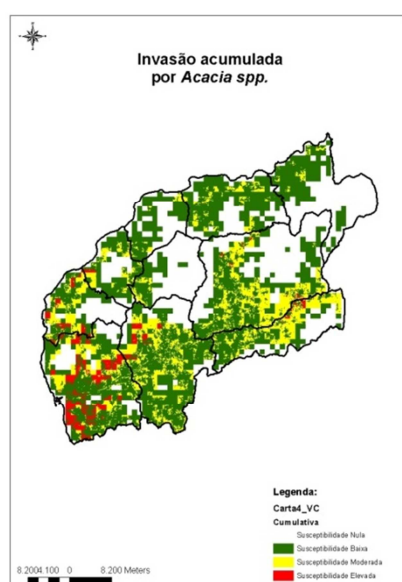 Invasão acumulada
por Acacia spp.
Legenda:
Carta4_VC
Cumulativa
Susceptibilidade Nula
Susceptibilidade Baixa
Susceptibilidade Moderada
Susceptibilidade Elevada
8.2004.100 0 8.200 Meters